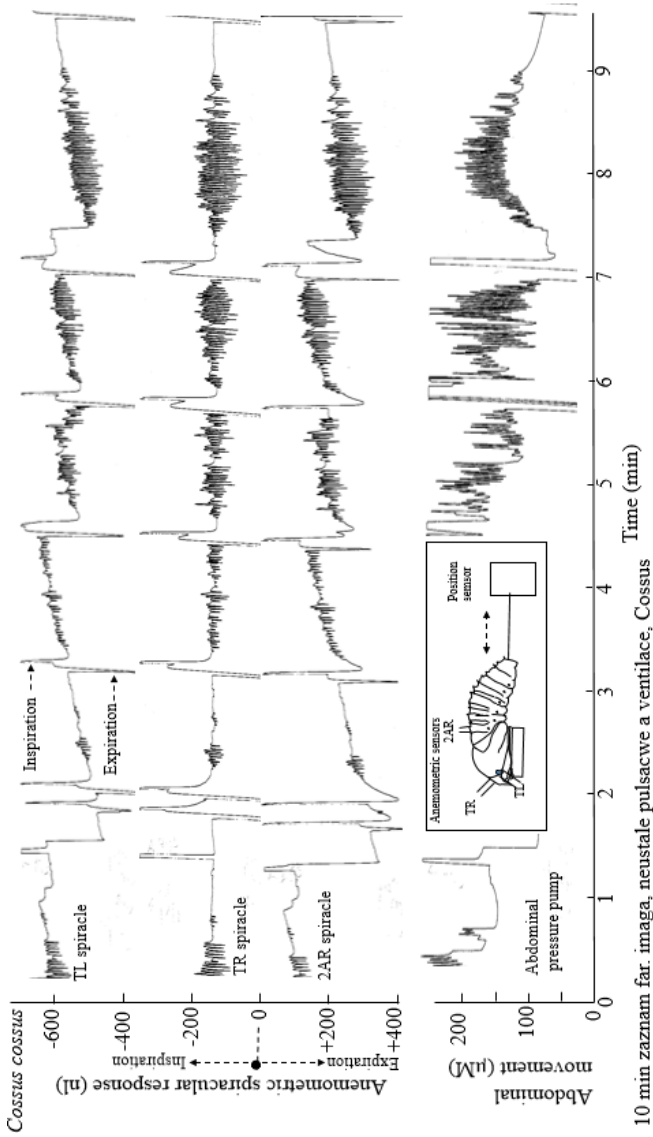 Cossus cossus
Anemometric spiracular response (nl)
Inspiration
Expiration
-600
-400
-200
0
+200
+400
TL spiracle
TR spiracle
2AR spiracle
Inspiration
Expiration
Abdominal
movement (µM)
200
100
0
Abdominal
pressure pump
Anemometric sensors
2AR
TR
TL
Position
sensor
0
1
2
3
4
5
6
7
8
9
Time (min)
10 min zaznam far. imaga, neustale pulsacwe a ventilace, Cossus